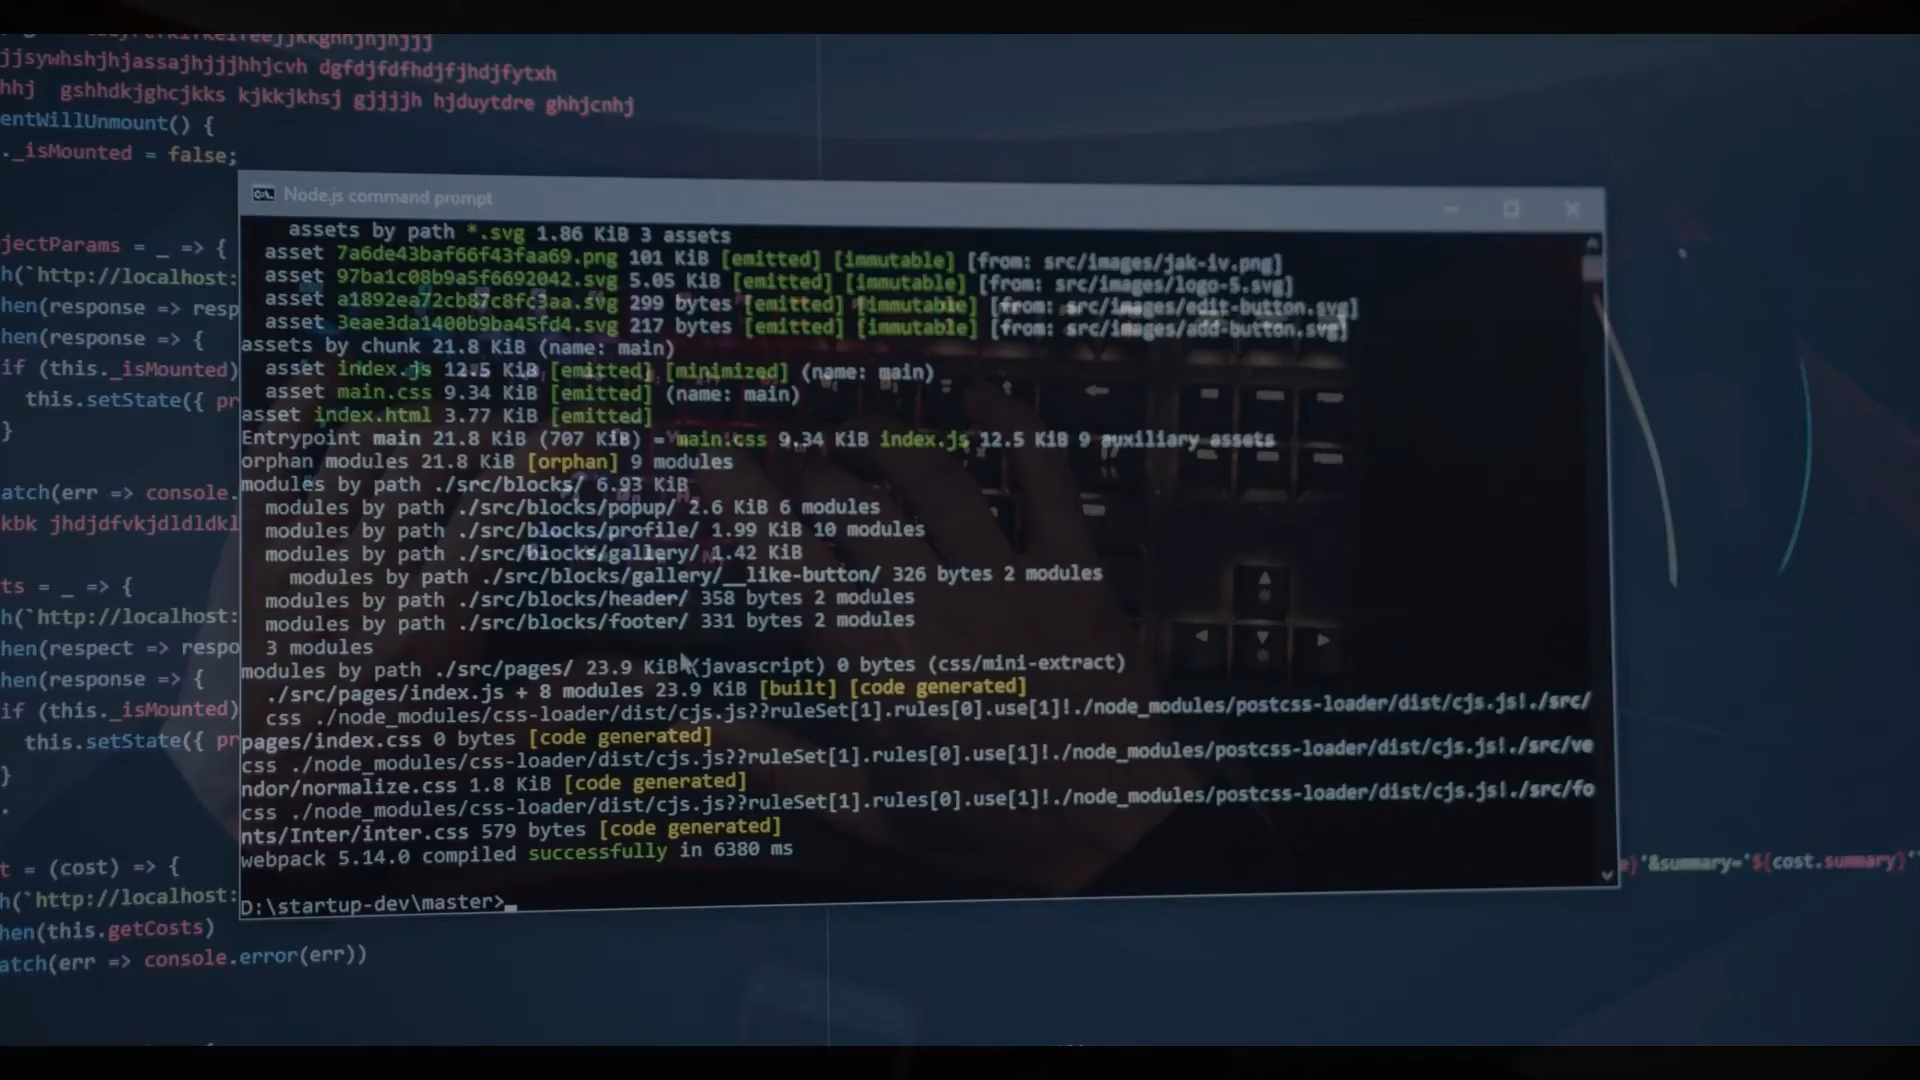 jjsywhshjhjassajhjjjhhjcvh dgfdjfdfhdjfjhdjfytxh
hhj gshhdkjghcjkks kjkkjkhsj gjjjjh hjduytdre ghhjcnhj
entWillUnmount() {
._isMounted = false;
Node.js command prompt
jectParams = _ => {
h(`http://localhost:
hen(response => resp
hen(response => {
if (this._isMounted)
this.setState({ pr
}
atch(err => console.
kbk jhdjdfvkjdldldkl
ts = _ => {
h(`http://localhost:
hen(respect => respo
hen(response => {
if (this._isMounted)
this.setState({ pr
}
t = (cost) => {
h(`http://localhost:
hen(this.getCosts)
atch(err => console.error(err))
assets by path *.svg 1.86 KiB 3 assets
asset 7a6de43baf66f43faa69.png 101 KiB [emitted] [immutable] [from: src/images/jak-iv.png]
asset 97ba1c08b9a5f6692042.svg 5.05 KiB [emitted] [immutable] [from: src/images/logo-5.svg]
asset a1892ea72cb87c8fc3aa.svg 299 bytes [emitted] [immutable] [from: src/images/edit-button.svg]
asset 3eae3da1400b9ba45fd4.svg 217 bytes [emitted] [immutable] [from: src/images/add-button.svg]
assets by chunk 21.8 KiB (name: main)
asset index.js 12.5 KiB [emitted] [minimized] (name: main)
asset main.css 9.34 KiB [emitted] (name: main)
asset index.html 3.77 KiB [emitted]
Entrypoint main 21.8 KiB (707 KiB) = main.css 9.34 KiB index.js 12.5 KiB 9 auxiliary assets
orphan modules 21.8 KiB [orphan] 9 modules
modules by path ./src/blocks/ 6.93 KiB
modules by path ./src/blocks/popup/ 2.6 KiB 6 modules
modules by path ./src/blocks/profile/ 1.99 KiB 10 modules
modules by path ./src/blocks/gallery/ 1.42 KiB
modules by path ./src/blocks/gallery/__like-button/ 326 bytes 2 modules
modules by path ./src/blocks/header/ 358 bytes 2 modules
modules by path ./src/blocks/footer/ 331 bytes 2 modules
3 modules
modules by path ./src/pages/ 23.9 KiB (javascript) 0 bytes (css/mini-extract)
./src/pages/index.js + 8 modules 23.9 KiB [built] [code generated]
css ./node_modules/css-loader/dist/cjs.js??ruleSet[1].rules[0].use[1]!./node_modules/postcss-loader/dist/cjs.js!./src/
pages/index.css 0 bytes [code generated]
css ./node_modules/css-loader/dist/cjs.js??ruleSet[1].rules[0].use[1]!./node_modules/postcss-loader/dist/cjs.js!./src/ve
ndor/normalize.css 1.8 KiB [code generated]
css ./node_modules/css-loader/dist/cjs.js??ruleSet[1].rules[0].use[1]!./node_modules/postcss-loader/dist/cjs.js!./src/fo
nts/Inter/inter.css 579 bytes [code generated]
webpack 5.14.0 compiled successfully in 6380 ms
D:\startup-dev\master>
}'&summary='${cost.summary}'